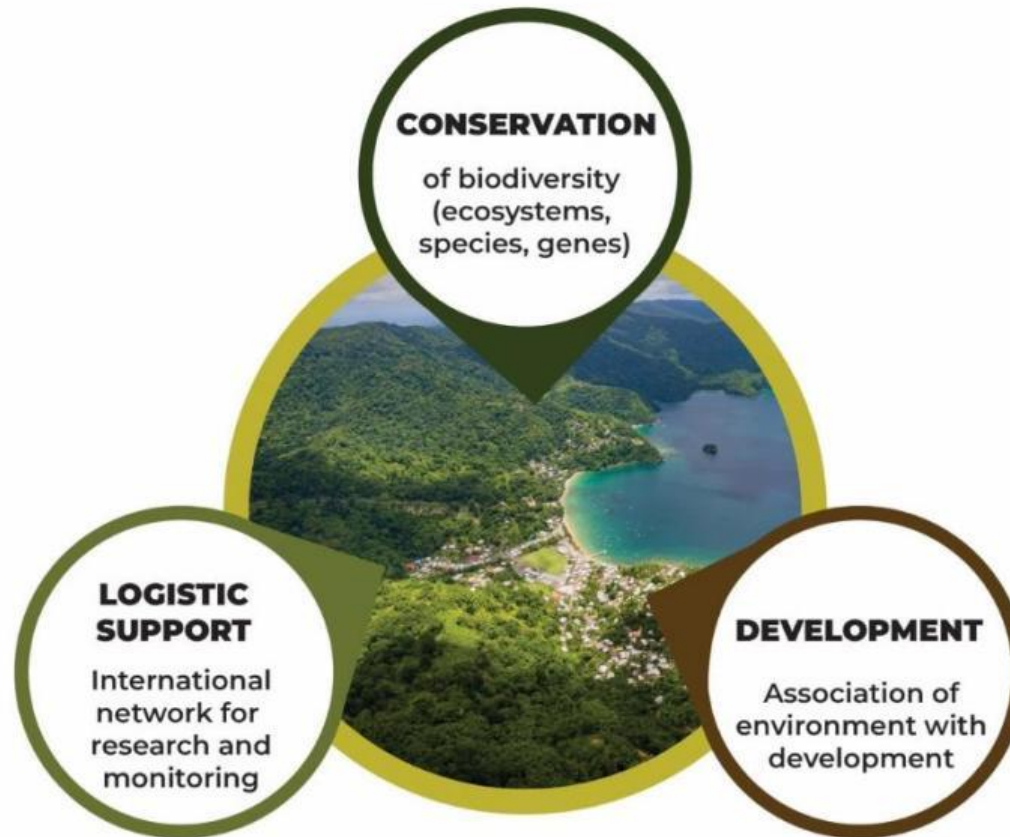 CONSERVATION
of biodiversity
(ecosystems,
species, genes)
LOGISTIC
SUPPORT
International
network for
research and
monitoring
DEVELOPMENT
Association of
environment with
development